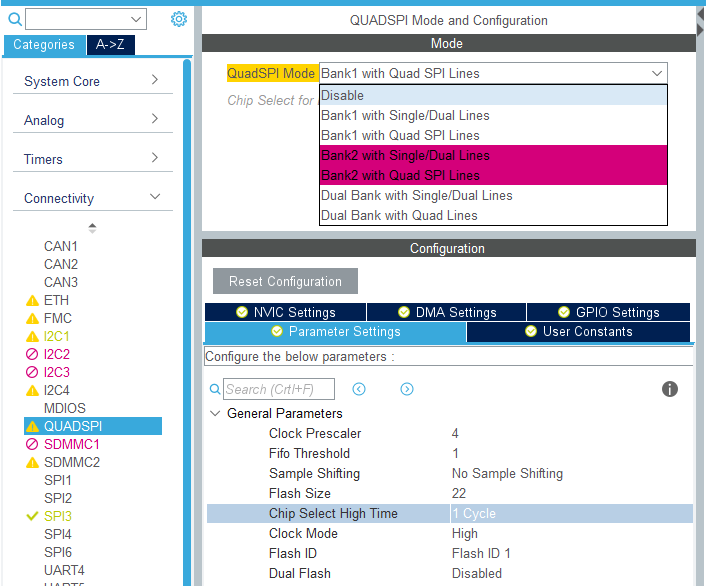 QUADSPI Mode and Configuration
Categories
A->Z
Mode
System Core
Analog
Timers
Connectivity
CAN1
CAN2
CAN3
ETH
FMC
I2C1
I2C2
I2C3
I2C4
MDIOS
QUADSPI
SDMMC1
SDMMC2
SPI1
SPI2
SPI3
SPI4
SPI6
UART4
QuadSPI Mode Bank1 with Quad SPI Lines
Chip Select for
Disable
Bank1 with Single/Dual Lines
Bank1 with Quad SPI Lines
Bank2 with Single/Dual Lines
Bank2 with Quad SPI Lines
Dual Bank with Single/Dual Lines
Dual Bank with Quad Lines
Configuration
Reset Configuration
NVIC Settings
DMA Settings
GPIO Settings
Parameter Settings
User Constants
Configure the below parameters :
Search (Crtl+F)
General Parameters
Clock Prescaler 4
Fifo Threshold 1
Sample Shifting No Sample Shifting
Flash Size 22
Chip Select High Time 1 Cycle
Clock Mode High
Flash ID Flash ID 1
Dual Flash Disabled